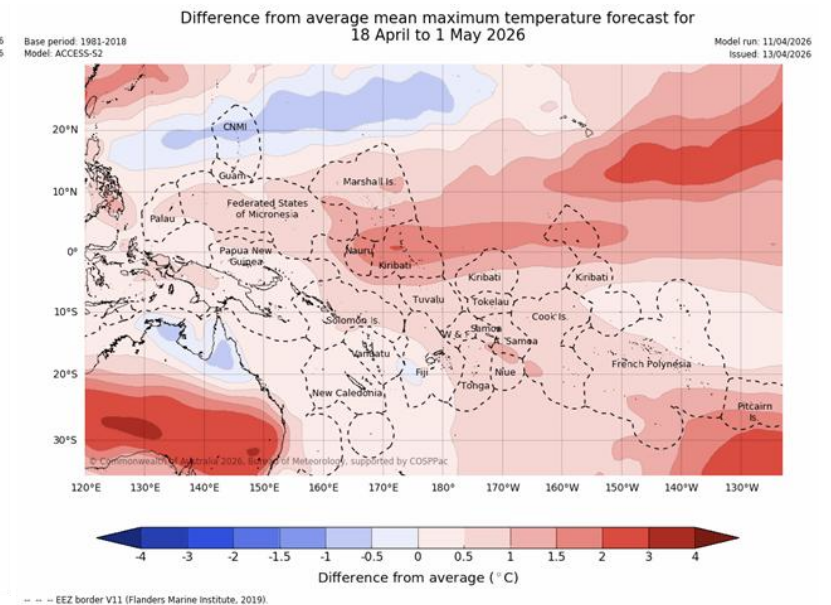 Difference from average mean maximum temperature forecast for
18 April to 1 May 2026
6 Base period: 1981-2018
6 Model: ACCESS-S2
Model run: 11/04/2026
Issued: 13/04/2026
20°N
10°N
0°
10°S
20°S
30°S
CNMI
Guam
Marshall Is.
Palau
Federated States
of Micronesia
Papua New
Guinea
Nauru
Kiribati
Kiribati
Kiribati
Tuvalu
Tokelau
Solomon Is.
Cook Is.
W & F
Samoa
A. Samoa
Vanuatu
Fiji
Niue
French Polynesia
Tonga
New Caledonia
Pitcairn
Is.
© Commonwealth of Australia 2026, Bureau of Meteorology, supported by COSPPac
120°E 130°E 140°E 150°E 160°E 170°E 180° 170°W 160°W 150°W 140°W 130°W
-4 -3 -2 -1.5 -1 -0.5 0 0.5 1 1.5 2 3 4
Difference from average (°C)
-- -- -- EEZ border V11 (Flanders Marine Institute, 2019).